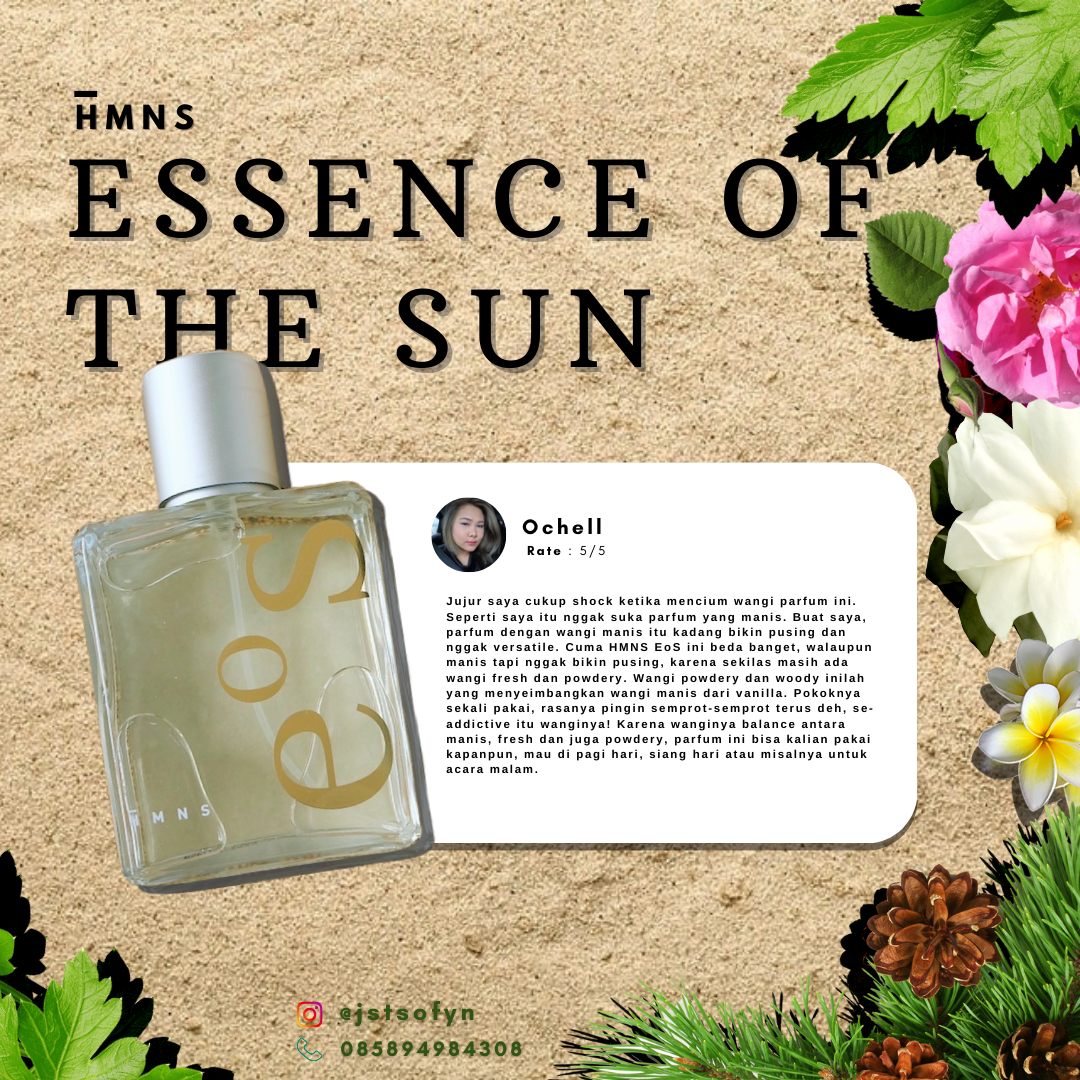 H̅MNS
ESSENCE OF
THE SUN
eos
H̅MNS
Ochell
Rate : 5/5
Jujur saya cukup shock ketika mencium wangi parfum ini.
Seperti saya itu nggak suka parfum yang manis. Buat saya,
parfum dengan wangi manis itu kadang bikin pusing dan
nggak versatile. Cuma HMNS EoS ini beda banget, walaupun
manis tapi nggak bikin pusing, karena sekilas masih ada
wangi fresh dan powdery. Wangi powdery dan woody inilah
yang menyeimbangkan wangi manis dari vanilla. Pokoknya
sekali pakai, rasanya pingin semprot-semprot terus deh, se-
addictive itu wanginya! Karena wanginya balance antara
manis, fresh dan juga powdery, parfum ini bisa kalian pakai
kapanpun, mau di pagi hari, siang hari atau misalnya untuk
acara malam.
@jstsofyn
085894984308